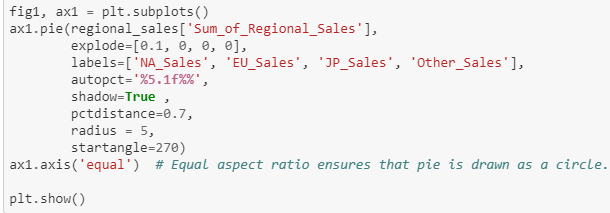 fig1, ax1 = plt.subplots()
ax1.pie(regional_sales['Sum_of_Regional_Sales'],
        explode=[0.1, 0, 0, 0],
        labels=['NA_Sales', 'EU_Sales', 'JP_Sales', 'Other_Sales'],
        autopct='%5.1f%%',
        shadow=True ,
        pctdistance=0.7,
        radius = 5,
        startangle=270)
ax1.axis('equal')  # Equal aspect ratio ensures that pie is drawn as a circle.

plt.show()